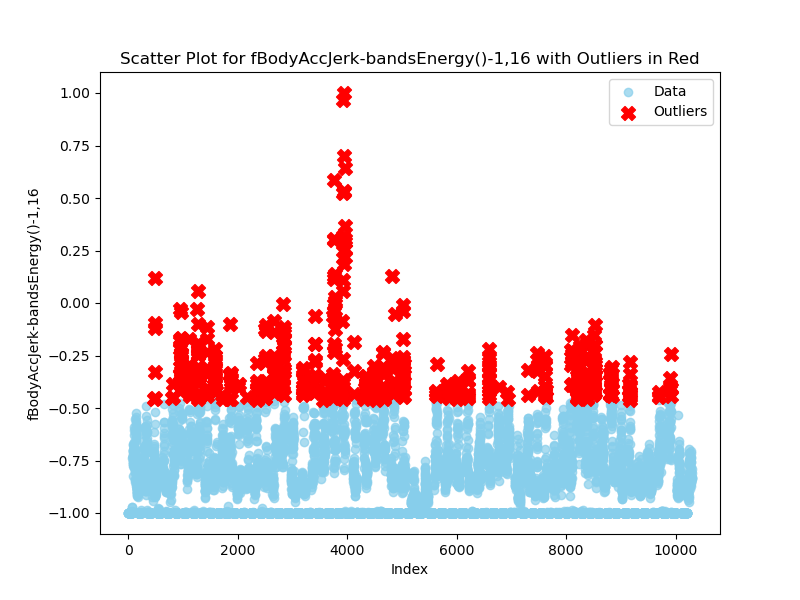 Scatter Plot for fBodyAccJerk-bandsEnergy()-1,16 with Outliers in Red
Data
Outliers
1.00
0.75
0.50
0.25
0.00
−0.25
−0.50
−0.75
−1.00
fBodyAccJerk-bandsEnergy()-1,16
0 2000 4000 6000 8000 10000
Index